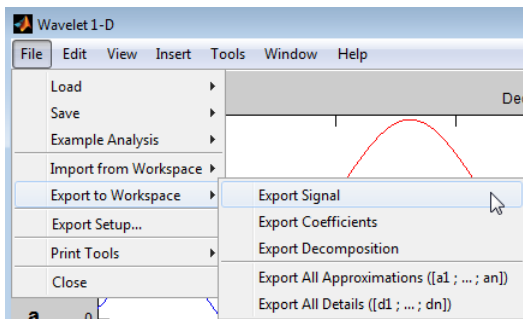 Wavelet 1-D
File Edit View Insert Tools Window Help
Load
Save
Example Analysis
Import from Workspace
Export to Workspace
Export Setup...
Print Tools
Close
Export Signal
Export Coefficients
Export Decomposition
Export All Approximations ([a1 ; ... ; an])
Export All Details ([d1 ; ... ; dn])
a 0